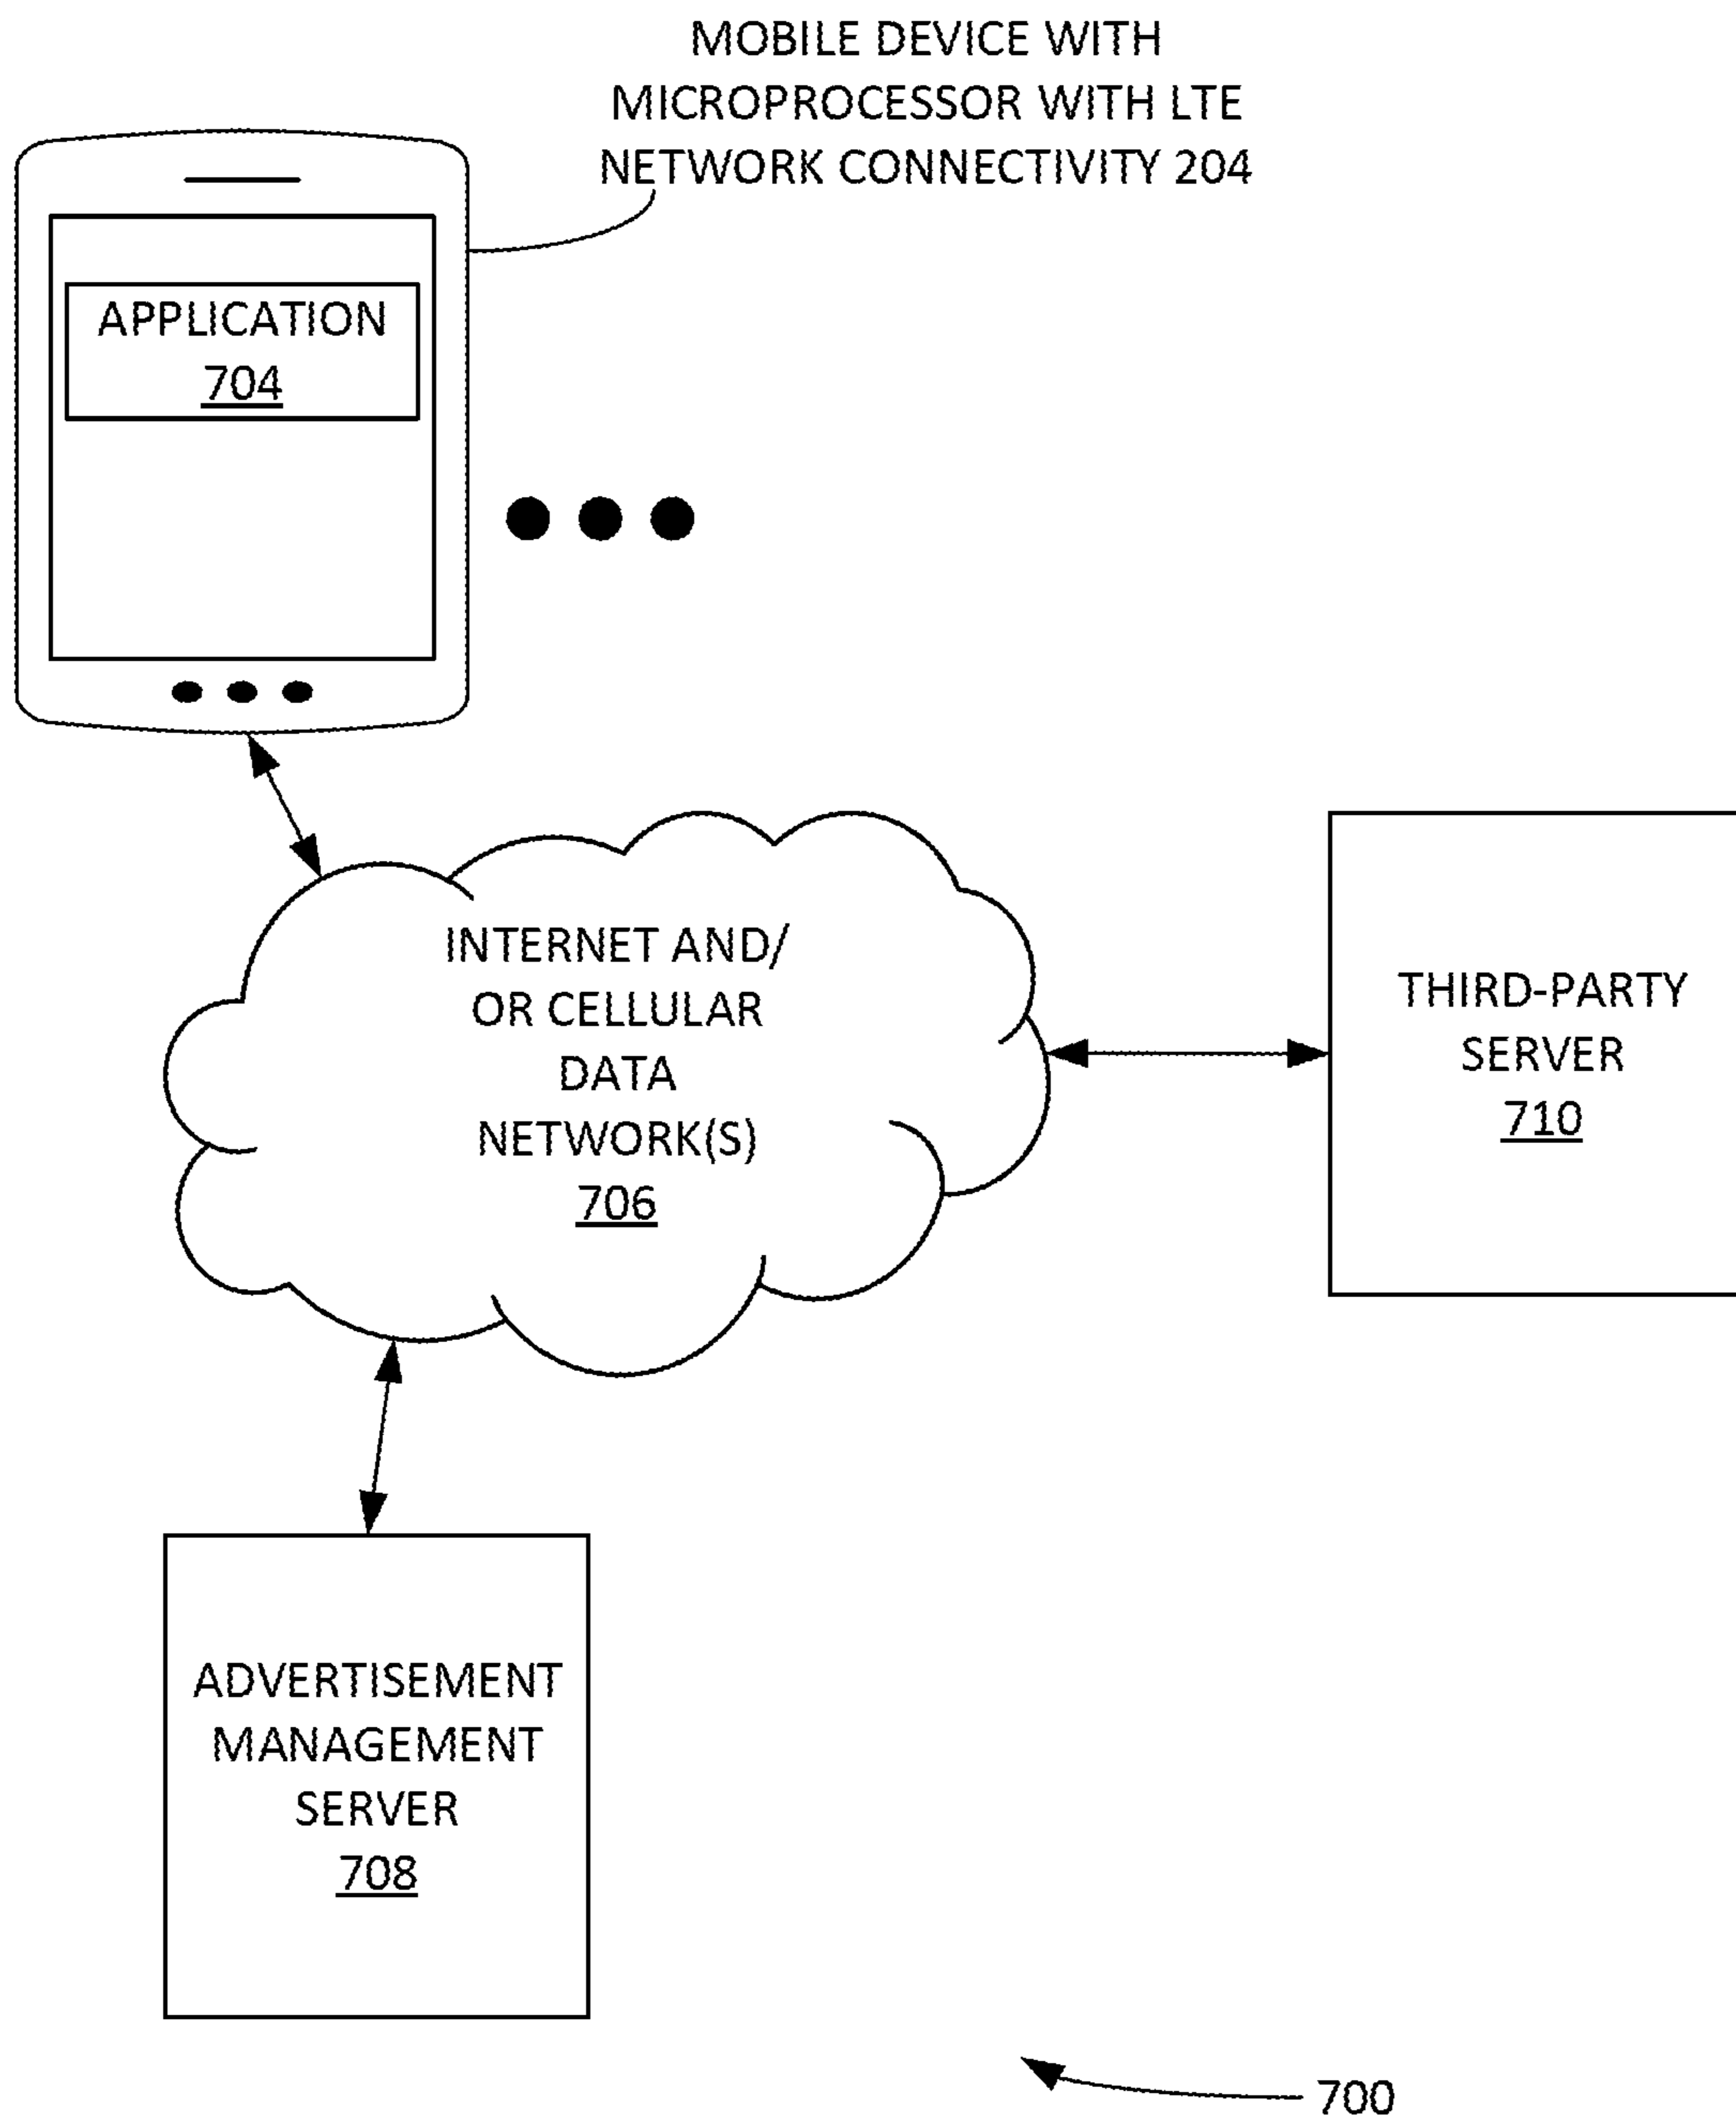 MOBILE DEVICE WITH
MICROPROCESSOR WITH LTE
NETWORK CONNECTIVITY 204
APPLICATION
704
INTERNET AND/
OR CELLULAR
DATA
NETWORK(S)
706
THIRD-PARTY
SERVER
710
ADVERTISEMENT
MANAGEMENT
SERVER
708
700